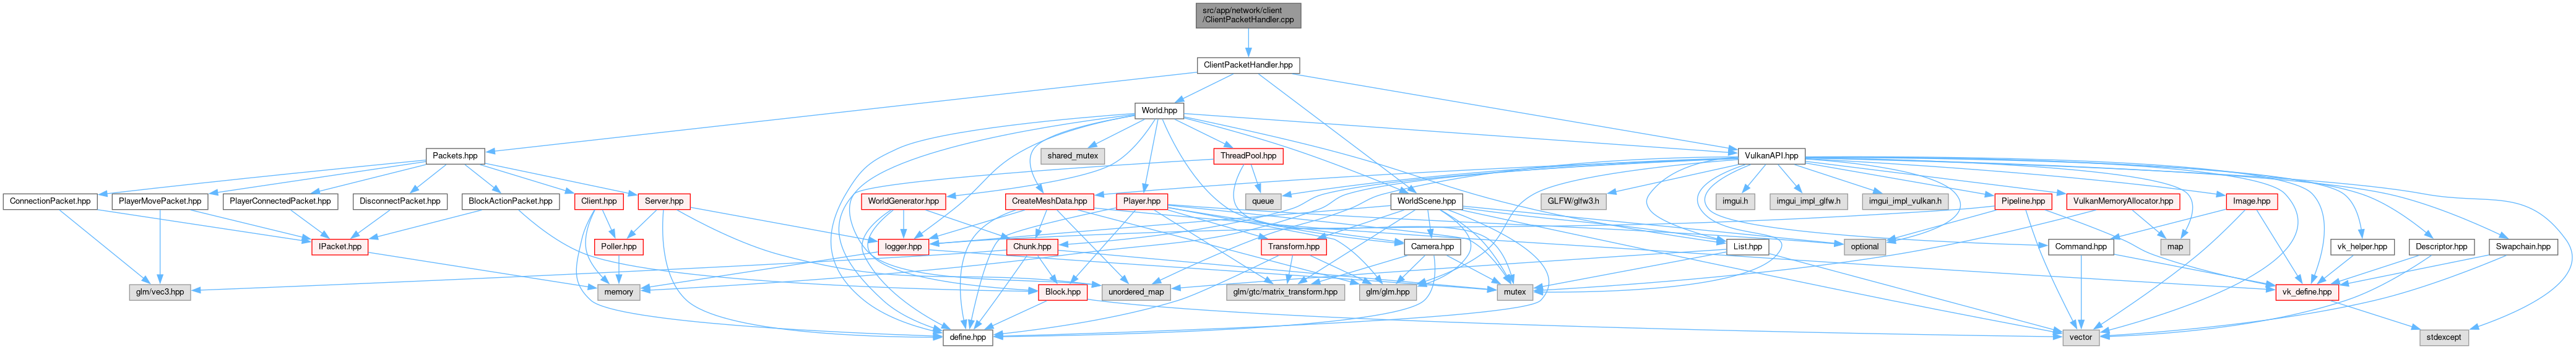 src/app/network/client
/ClientPacketHandler.cpp
ClientPacketHandler.hpp
World.hpp
Packets.hpp
shared_mutex
ThreadPool.hpp
VulkanAPI.hpp
ConnectionPacket.hpp
PlayerMovePacket.hpp
PlayerConnectedPacket.hpp
DisconnectPacket.hpp
BlockActionPacket.hpp
Client.hpp
Server.hpp
WorldGenerator.hpp
CreateMeshData.hpp
Player.hpp
queue
WorldScene.hpp
GLFW/glfw3.h
imgui.h
imgui_impl_glfw.h
imgui_impl_vulkan.h
Pipeline.hpp
VulkanMemoryAllocator.hpp
Image.hpp
IPacket.hpp
Poller.hpp
logger.hpp
Chunk.hpp
Transform.hpp
Camera.hpp
List.hpp
optional
Command.hpp
map
vk_helper.hpp
Descriptor.hpp
Swapchain.hpp
glm/vec3.hpp
memory
Block.hpp
unordered_map
glm/gtc/matrix_transform.hpp
glm/glm.hpp
mutex
vk_define.hpp
define.hpp
vector
stdexcept